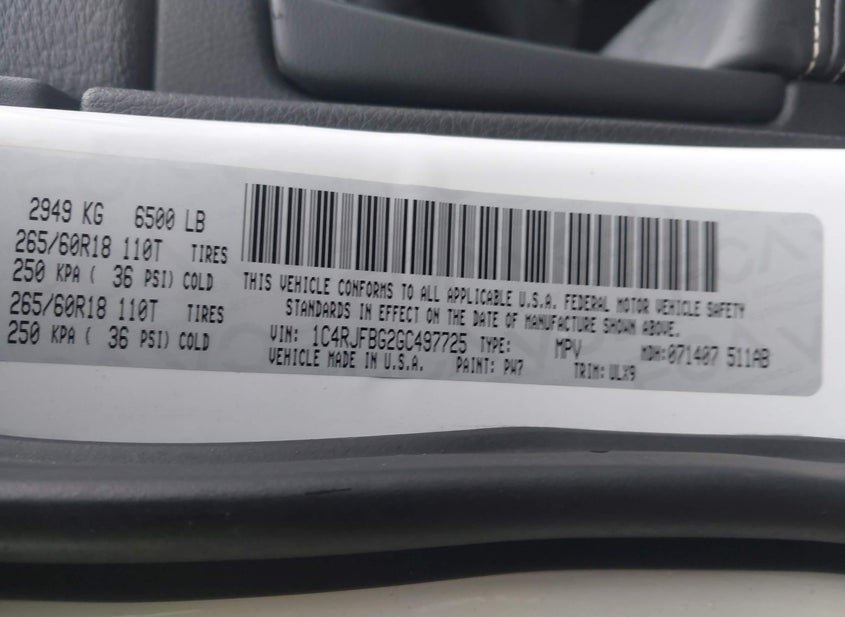 2949 KG 6500 LB
265/60R18 110T TIRES
250 KPA ( 36 PSI) COLD
265/60R18 110T TIRES
250 KPA ( 36 PSI) COLD
THIS VEHICLE CONFORMS TO ALL APPLICABLE U.S.A. FEDERAL MOTOR VEHICLE SAFETY
STANDARDS IN EFFECT ON THE DATE OF MANUFACTURE SHOWN ABOVE.
VIN: 1C4RJFBG2GC497725 TYPE: MPV MDH:071407 511AB
VEHICLE MADE IN U.S.A. PAINT: PW7 TRIM: ULX9